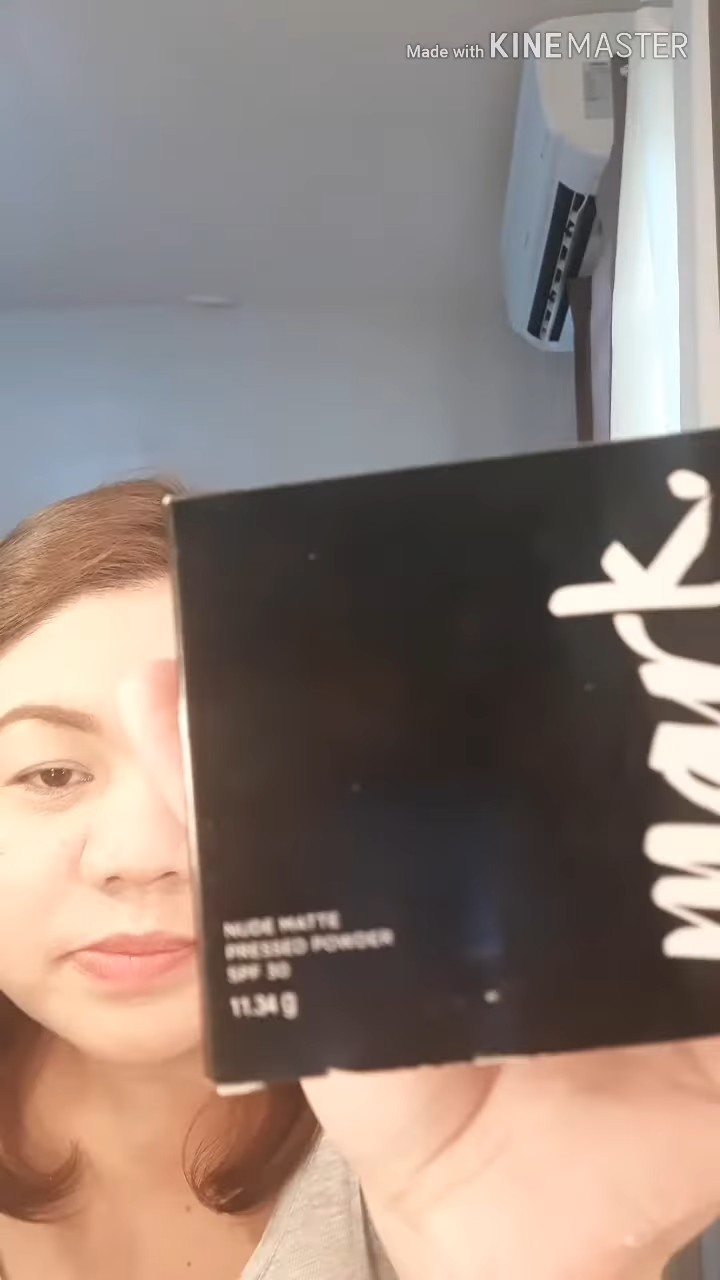 Made with KINEMASTER
mark.
NUDE MATTE
PRESSED POWDER
SPF 30
11.34 g